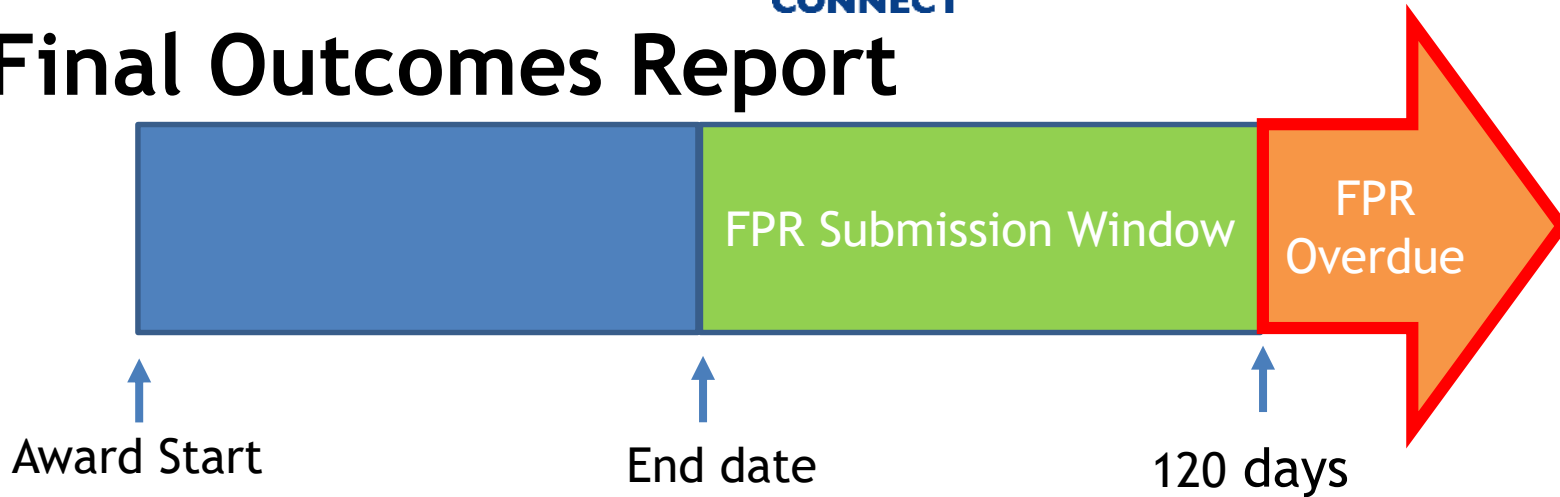 CONNECT
Final Outcomes Report
FPR Submission Window
FPR
Overdue
Award Start
End date
120 days